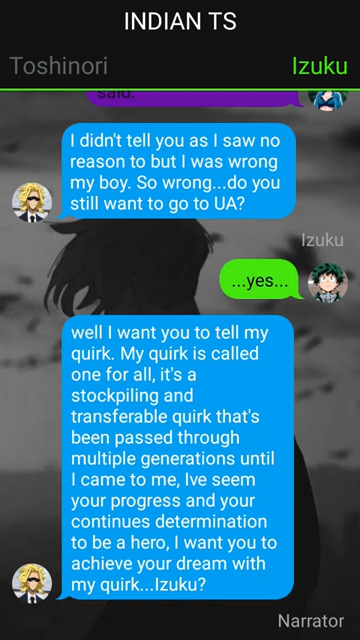 INDIAN TS
Toshinori
Izuku
said.
I didn't tell you as I saw no
reason to but I was wrong
my boy. So wrong...do you
still want to go to UA?
Izuku
...yes...
well I want you to tell my
quirk. My quirk is called
one for all, it's a
stockpiling and
transferable quirk that's
been passed through
multiple generations until
I came to me, Ive seem
your progress and your
continues determination
to be a hero, I want you to
achieve your dream with
my quirk...Izuku?
Narrator